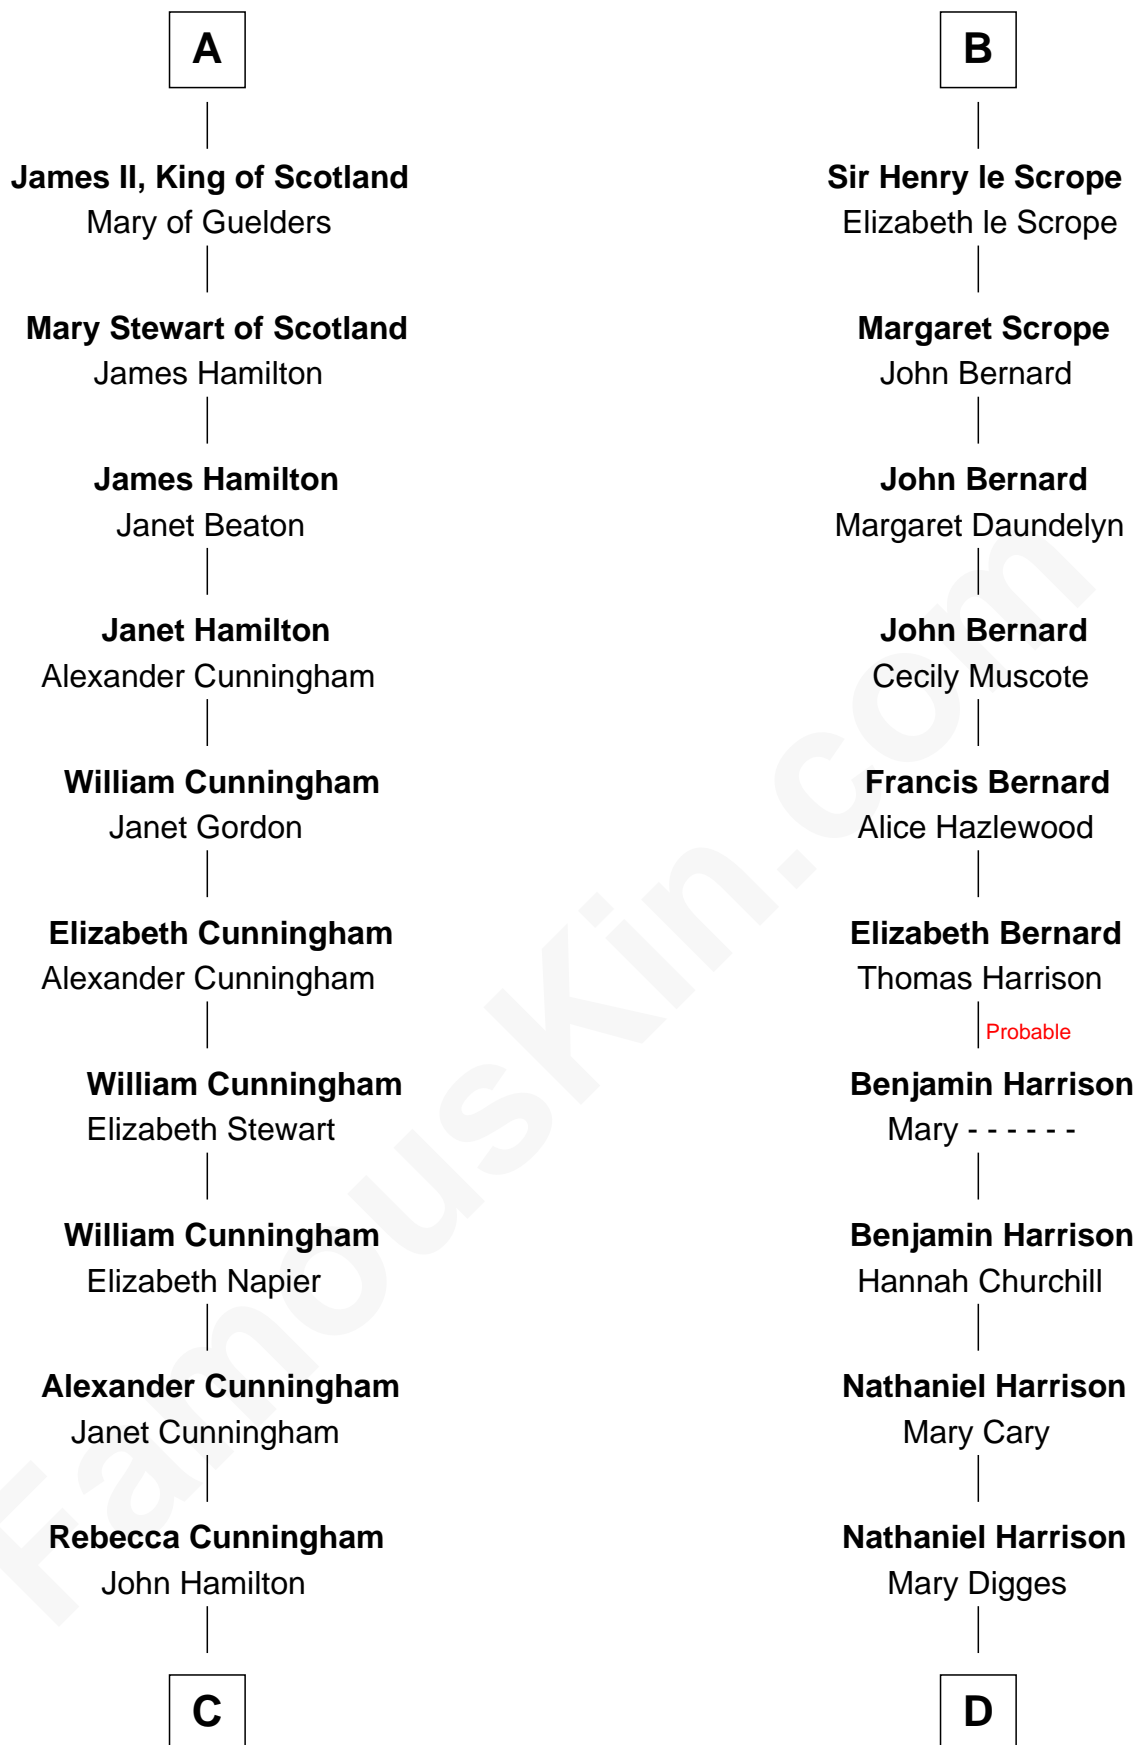 A
James II, King of Scotland
Mary of Guelders
Mary Stewart of Scotland
James Hamilton
James Hamilton
Janet Beaton
Janet Hamilton
Alexander Cunningham
William Cunningham
Janet Gordon
Elizabeth Cunningham
Alexander Cunningham
William Cunningham
Elizabeth Stewart
William Cunningham
Elizabeth Napier
Alexander Cunningham
Janet Cunningham
Rebecca Cunningham
John Hamilton
C
B
Sir Henry le Scrope
Elizabeth le Scrope
Margaret Scrope
John Bernard
John Bernard
Margaret Daundelyn
John Bernard
Cecily Muscote
Francis Bernard
Alice Hazlewood
Elizabeth Bernard
Thomas Harrison
Probable
Benjamin Harrison
Mary - - - - - -
Benjamin Harrison
Hannah Churchill
Nathaniel Harrison
Mary Cary
Nathaniel Harrison
Mary Digges
D
FamousKin.com